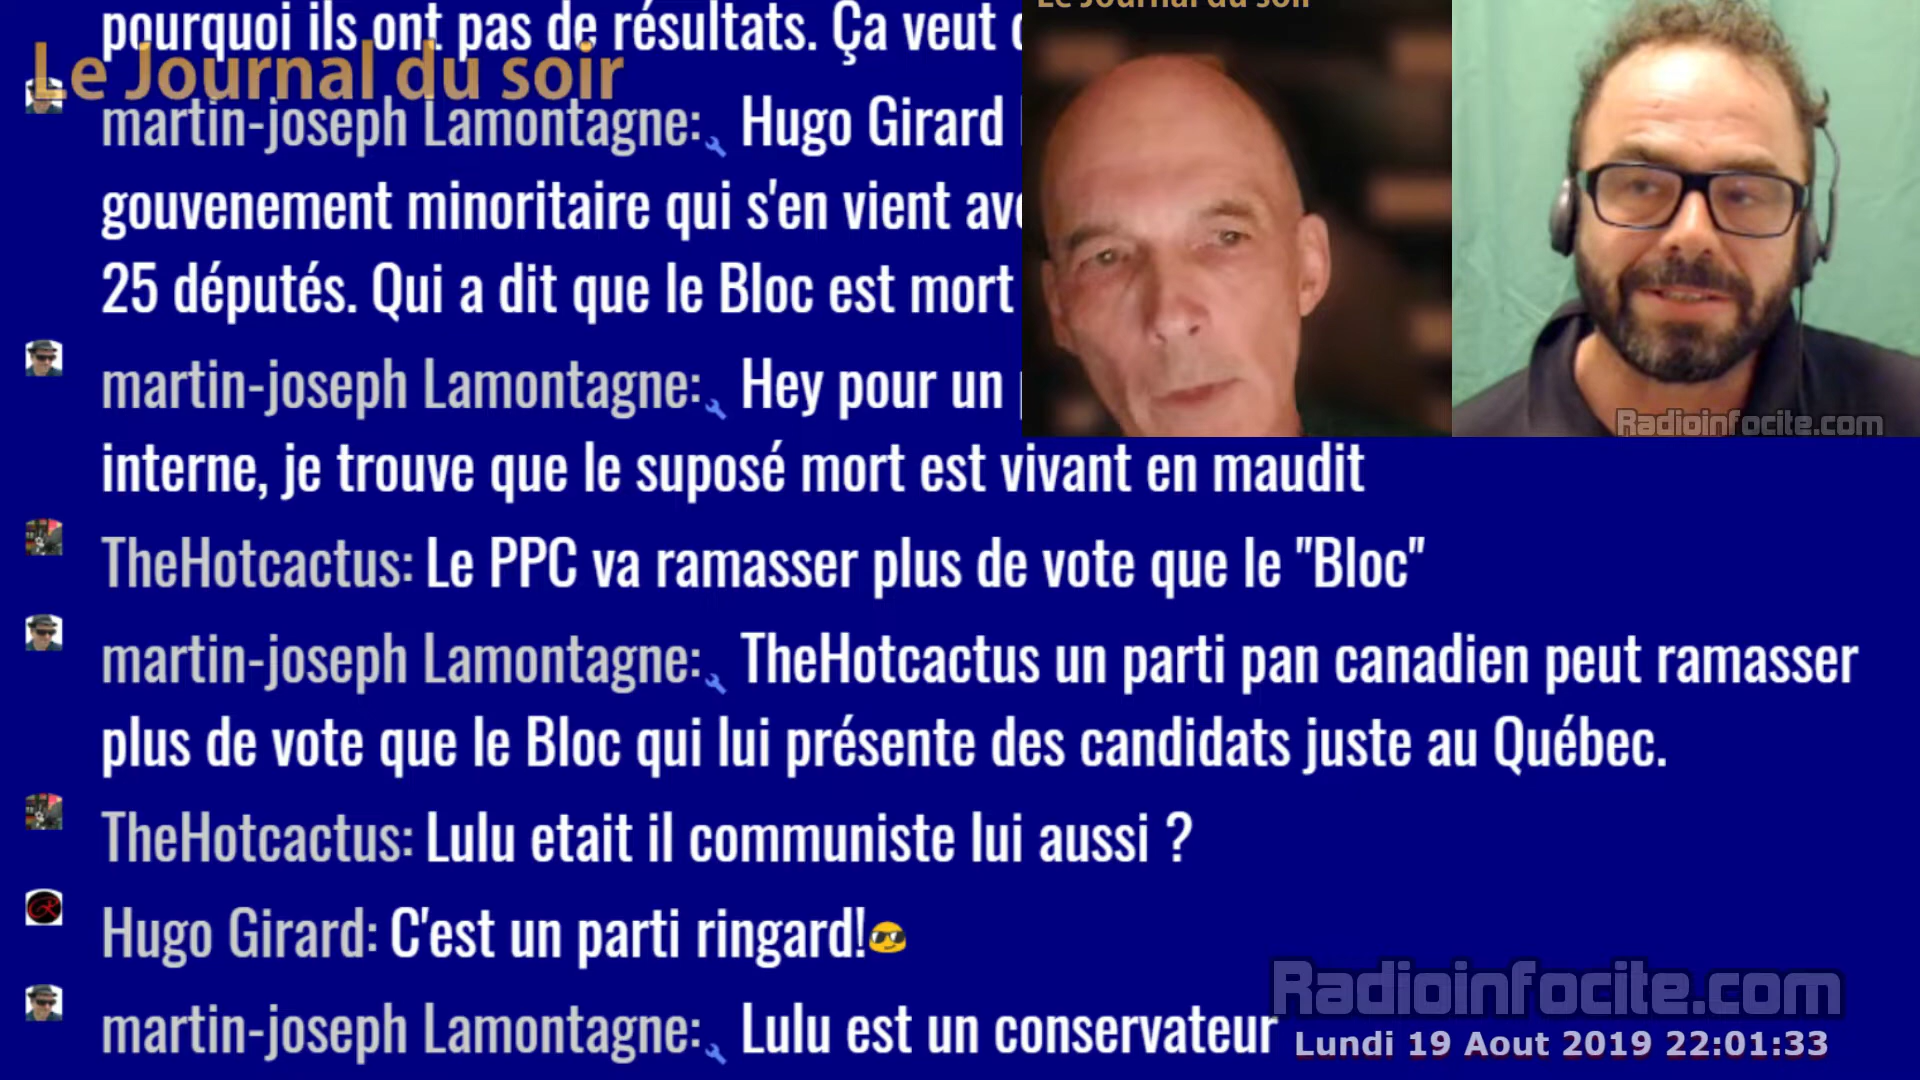 pourquoi ils ont pas de résultats. Ça veut
Le Journal du soir
Le Journal du soir
martin-joseph Lamontagne: Hugo Girard
gouvenement minoritaire qui s'en vient
25 députés. Qui a dit que le Bloc est mort
martin-joseph Lamontagne: Hey pour un
Radioinfocite.com
interne, je trouve que le suposé mort est vivant en maudit
TheHotcactus: Le PPC va ramasser plus de vote que le "Bloc"
martin-joseph Lamontagne: TheHotcactus un parti pan canadien peut ramasser
plus de vote que le Bloc qui lui présente des candidats juste au Québec.
TheHotcactus: Lulu etait il communiste lui aussi ?
Hugo Girard: C'est un parti ringard!😎
Radioinfocite.com
martin-joseph Lamontagne: Lulu est un conservateur
Lundi 19 Aout 2019 22:01:33